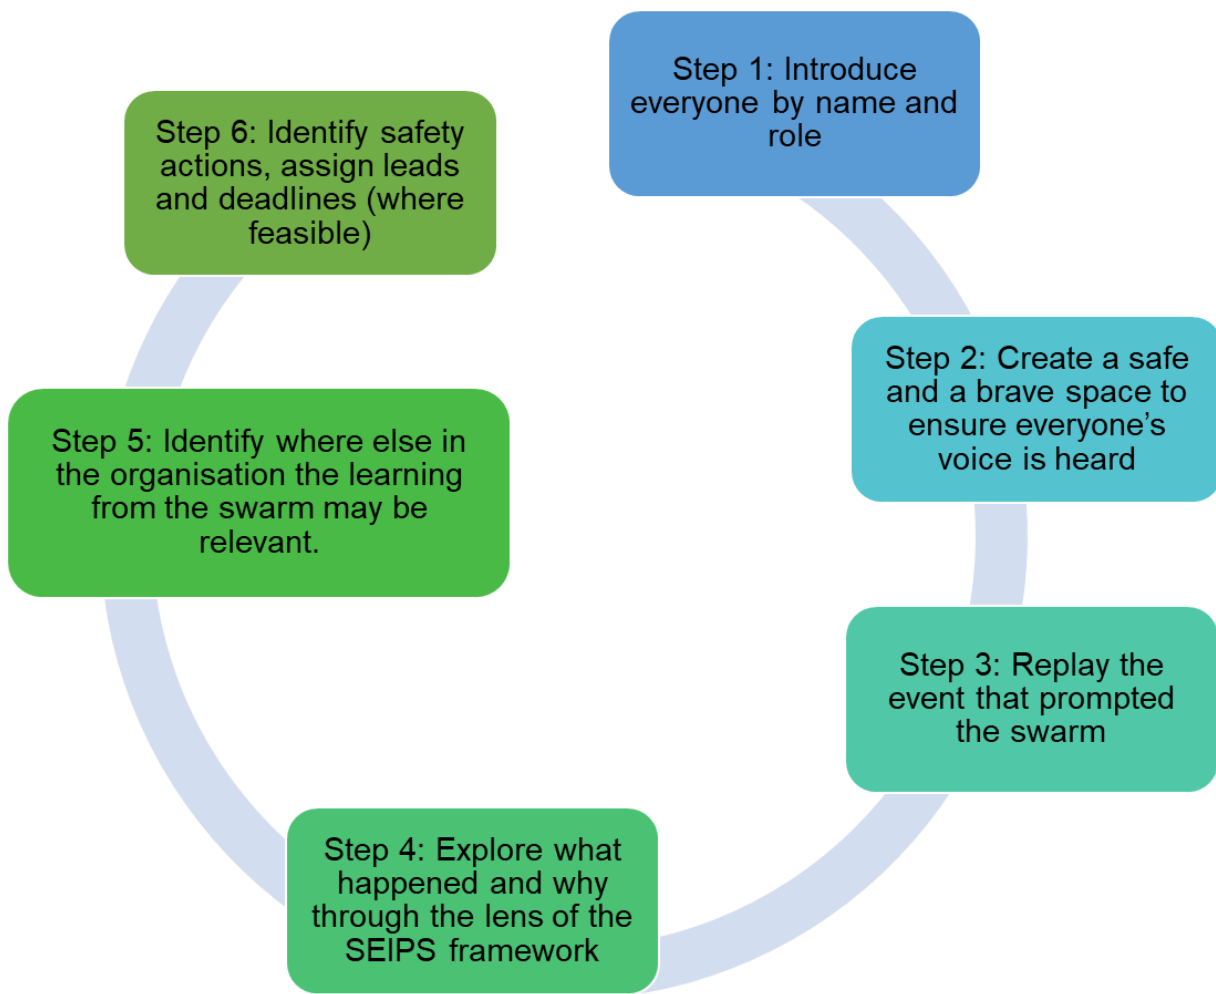 Step 1: Introduce
everyone by name and
role
Step 2: Create a safe
and a brave space to
ensure everyone’s
voice is heard
Step 3: Replay the
event that prompted
the swarm
Step 4: Explore what
happened and why
through the lens of the
SEIPS framework
Step 5: Identify where else in
the organisation the learning
from the swarm may be
relevant.
Step 6: Identify safety
actions, assign leads
and deadlines (where
feasible)